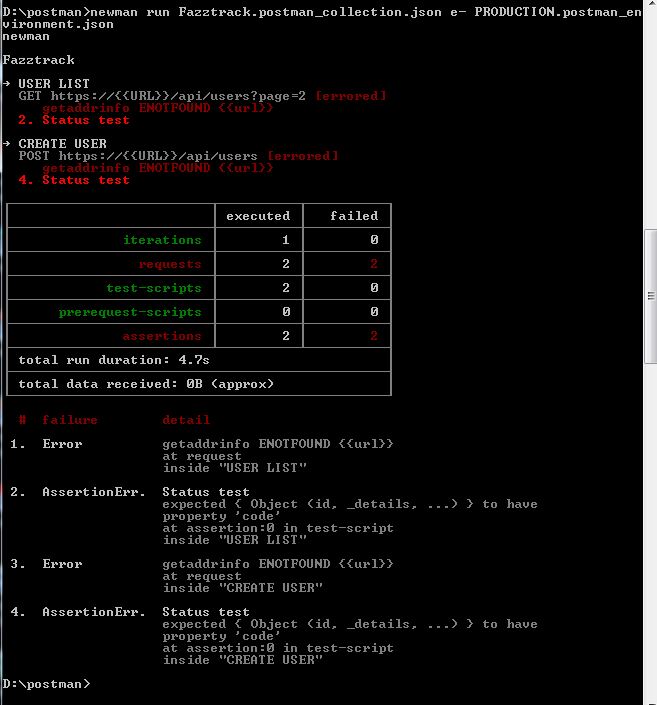 D:\postman>newman run Fazztrack.postman_collection.json e- PRODUCTION.postman_en
vironment.json
newman
Fazztrack
→ USER LIST
GET https://{{URL}}/api/users?page=2 [errored]
getaddrinfo ENOTFOUND {{url}}
2. Status test
→ CREATE USER
POST https://{{URL}}/api/users [errored]
getaddrinfo ENOTFOUND {{url}}
4. Status test
executed failed
iterations 1 0
requests 2 2
test-scripts 2 0
prerequest-scripts 0 0
assertions 2 2
total run duration: 4.7s
total data received: 0B (approx)
# failure detail
1. Error getaddrinfo ENOTFOUND {{url}}
at request
inside "USER LIST"
2. AssertionErr. Status test
expected { Object (id, _details, ...) } to have
property 'code'
at assertion:0 in test-script
inside "USER LIST"
3. Error getaddrinfo ENOTFOUND {{url}}
at request
inside "CREATE USER"
4. AssertionErr. Status test
expected { Object (id, _details, ...) } to have
property 'code'
at assertion:0 in test-script
inside "CREATE USER"
D:\postman>